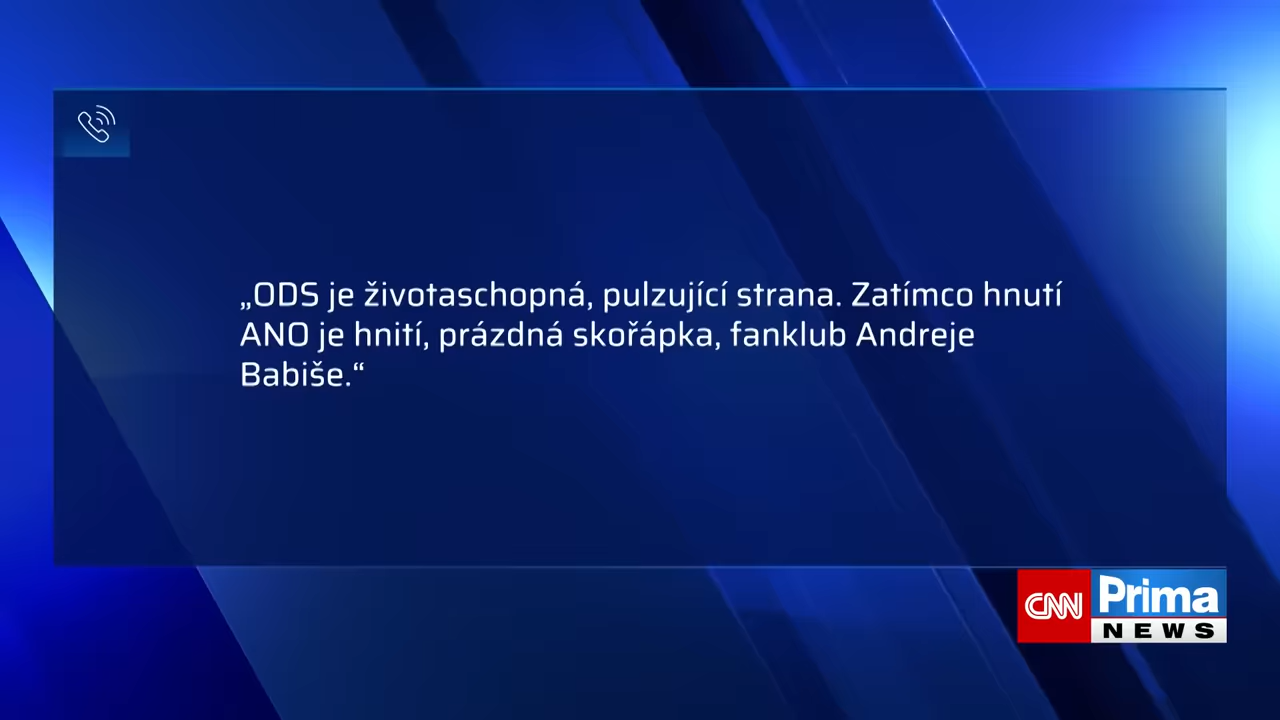 „ODS je životaschopná, pulzující strana. Zatímco hnutí
ANO je hnití, prázdná skořápka, fanklub Andreje
Babiše.“
CNN Prima
NEWS